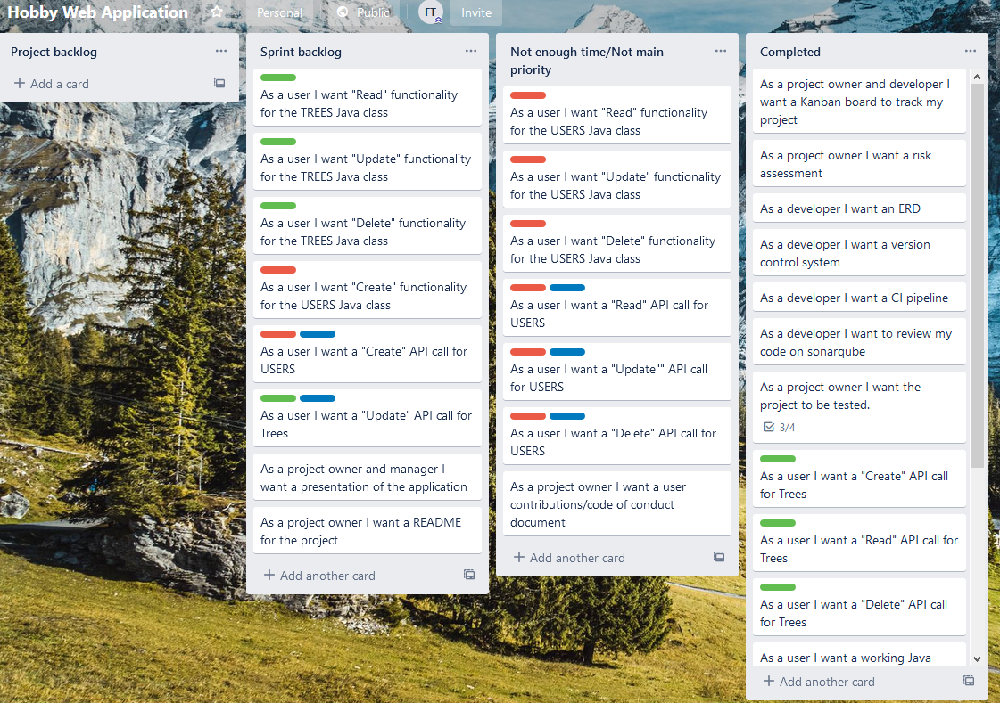 Hobby Web Application
Personal
Public
FT
Invite
Project backlog
Add a card
Sprint backlog
As a user I want "Read" functionality
for the TREES Java class
As a user I want "Update" functionality
for the TREES Java class
As a user I want "Delete" functionality
for the TREES Java class
As a user I want "Create" functionality
for the USERS Java class
As a user I want a "Create" API call for
USERS
As a user I want a "Update" API call for
Trees
As a project owner and manager I
want a presentation of the application
As a project owner I want a README
for the project
Add another card
Not enough time/Not main
priority
As a user I want "Read" functionality
for the USERS Java class
As a user I want "Update" functionality
for the USERS Java class
As a user I want "Delete" functionality
for the USERS Java class
As a user I want a "Read" API call for
USERS
As a user I want a "Update"" API call
for USERS
As a user I want a "Delete" API call for
USERS
As a project owner I want a user
contributions/code of conduct
document
Add another card
Completed
As a project owner and developer I
want a Kanban board to track my
project
As a project owner I want a risk
assessment
As a developer I want an ERD
As a developer I want a version
control system
As a developer I want a CI pipeline
As a developer I want to review my
code on sonarqube
As a project owner I want the
project to be tested.
3/4
As a user I want a "Create" API call
for Trees
As a user I want a "Read" API call for
Trees
As a user I want a "Delete" API call
for Trees
As a user I want a working Java
Add another card